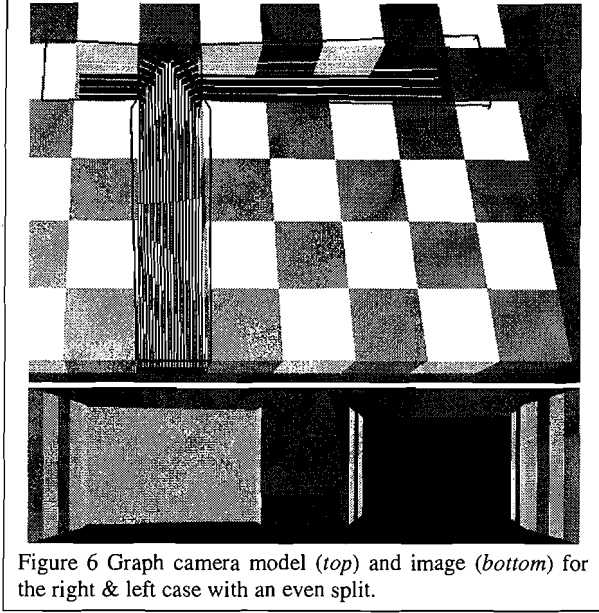 Figure 6 Graph camera model (top) and image (bottom) for
the right & left case with an even split.